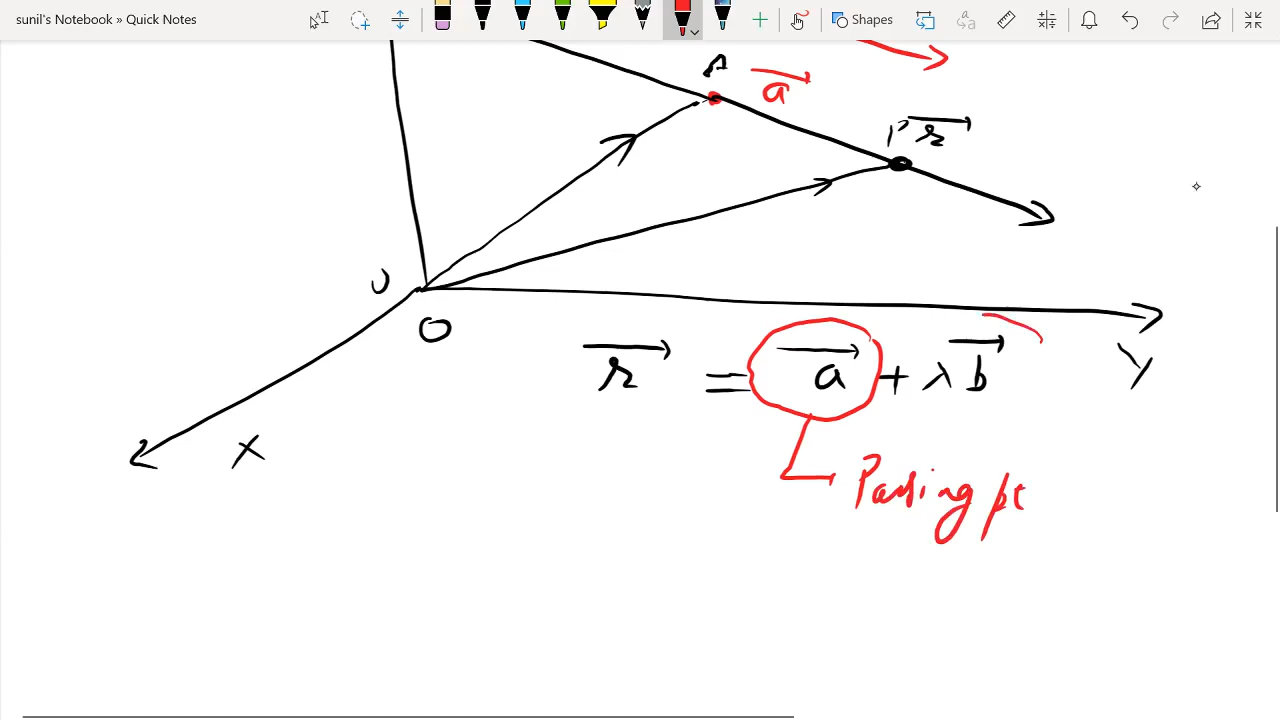 sunil's Notebook » Quick Notes
Shapes
A
a
P r
O
O
r = a + λ b
Y
X
Passing pt